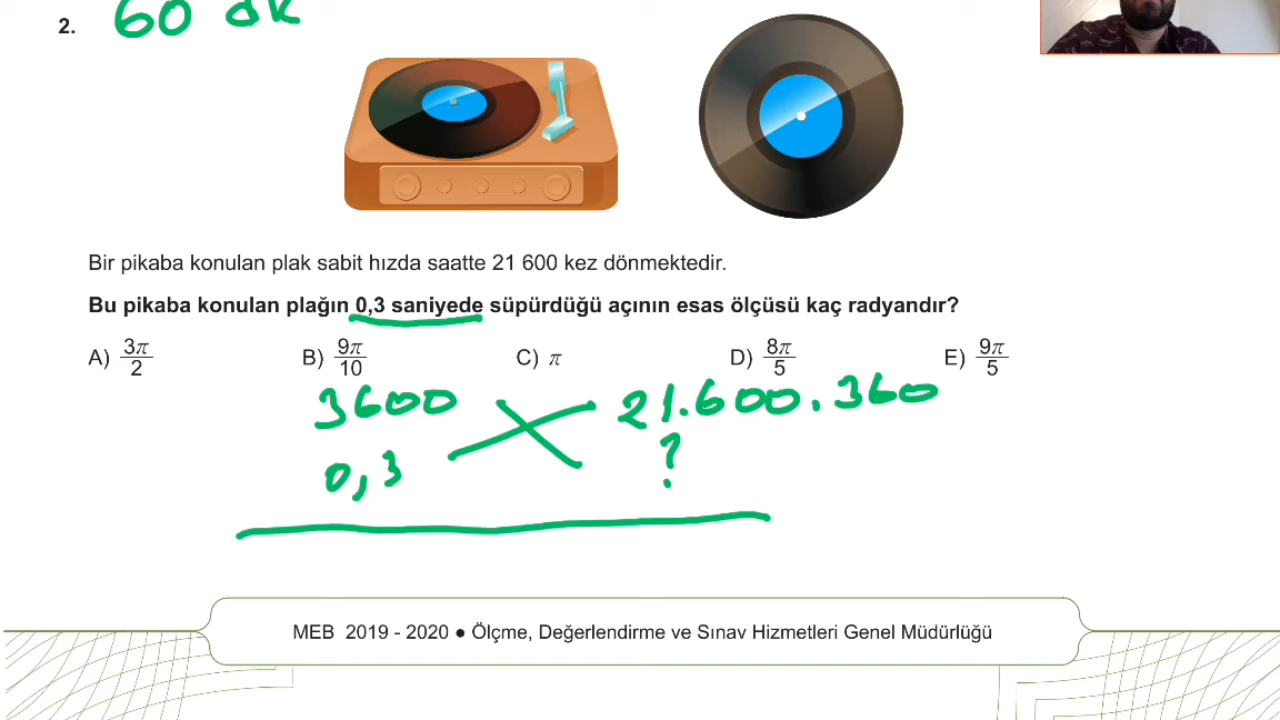 60 dk
2.
Bir pikaba konulan plak sabit hızda saatte 21 600 kez dönmektedir.
Bu pikaba konulan plağın 0,3 saniyede süpürdüğü açının esas ölçüsü kaç radyandır?
A) 3π/2 B) 9π/10 C) π D) 8π/5 E) 9π/5
3600 21.600.360
0,3 ?
MEB 2019 - 2020 ● Ölçme, Değerlendirme ve Sınav Hizmetleri Genel Müdürlüğü